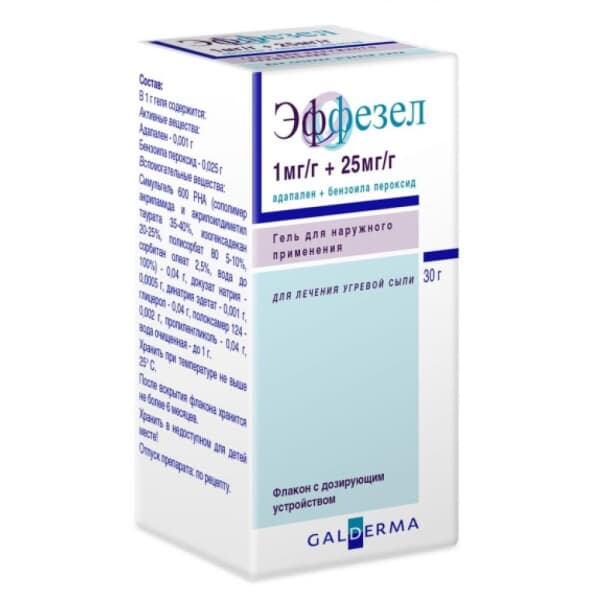 Эффезел
1мг/г + 25мг/г
Эффезел
1мг/г + 25мг/г
адапален + бензоила пероксид
Гель для наружного
применения
ДЛЯ ЛЕЧЕНИЯ УГРЕВОЙ СЫПИ
30 г
Флакон с дозирующим
устройством
GALDERMA
Состав:
В 1 г геля содержится:
Активные вещества:
Адапален - 0,001 г
Бензоила пероксид - 0,025 г
Вспомогательные вещества:
Симульгель 600 PHA (сополимер
акриламида и акрилоилдиметил
таурата 35-40%, изогексадекан
20-25%, полисорбат 80 5-10%,
сорбитан олеат 2,5%, вода до
100%) - 0,04 г, докузат натрия -
0,0005 г, динатрия эдетат - 0,001 г,
глицерол - 0,04 г, полоксамер 124 -
0,002 г, пропиленгликоль - 0,04 г,
вода очищенная - до 1 г.
Хранить при температуре не выше
25° С.
После вскрытия флакона хранится
не более 6 месяцев.
Хранить в недоступном для детей
месте!
Отпуск препарата: по рецепту.